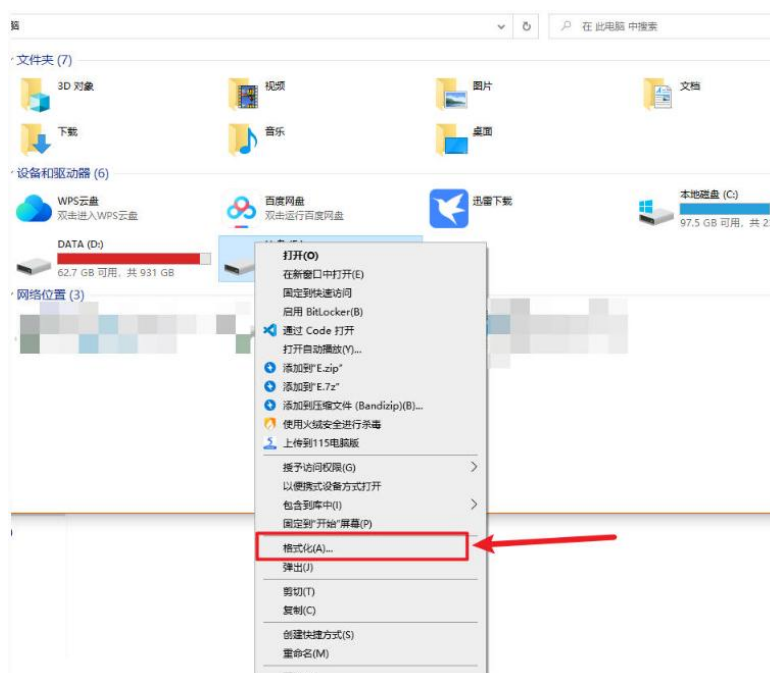 脑
在 此电脑 中搜索
文件夹 (7)
3D 对象
视频
图片
文档
下载
音乐
桌面
设备和驱动器 (6)
WPS云盘
双击进入WPS云盘
百度网盘
双击运行百度网盘
迅雷下载
本地磁盘 (C:)
97.5 GB 可用, 共 2
DATA (D:)
62.7 GB 可用, 共 931 GB
网络位置 (3)
打开(O)
在新窗口中打开(E)
固定到快速访问
启用 BitLocker(B)
通过 Code 打开
打开自动播放(Y)...
添加到"E.zip"
添加到"E.7z"
添加到压缩文件 (Bandizip)(B)...
使用火绒安全进行杀毒
上传到115电脑版
授予访问权限(G)
以便携式设备方式打开
包含到库中(I)
固定到"开始"屏幕(P)
格式化(A)...
弹出(J)
剪切(T)
复制(C)
创建快捷方式(S)
重命名(M)